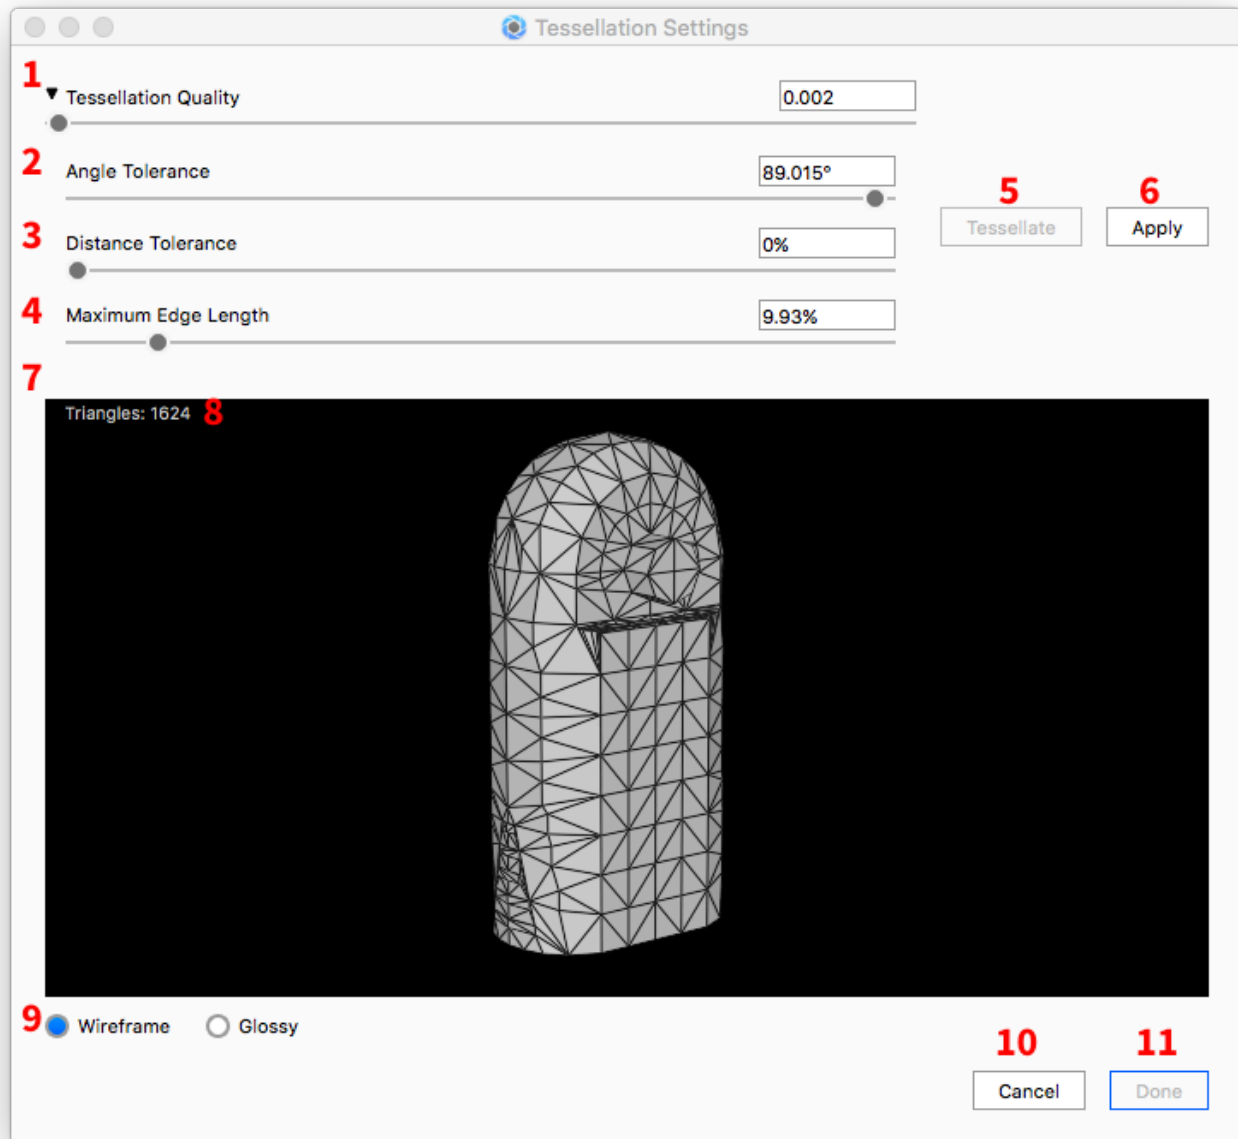 Tessellation Settings
1
Tessellation Quality 0.002
2 Angle Tolerance 89.015°
5 6
3 Distance Tolerance 0% Tessellate Apply
4 Maximum Edge Length 9.93%
7
Triangles: 1624 8
9 Wireframe Glossy
10 11
Cancel Done